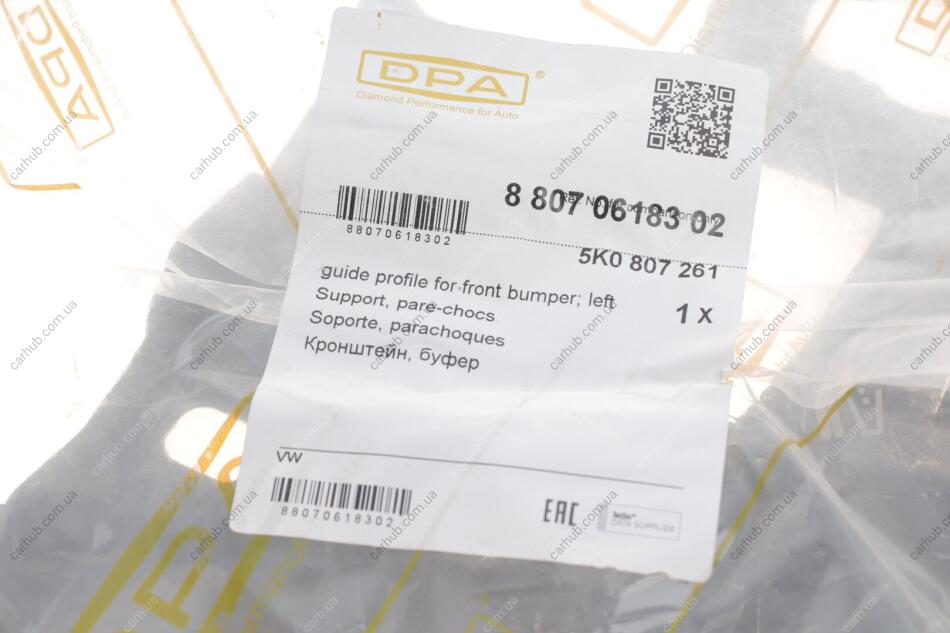 DPA®
Diamond Performance for Auto
8 807 06183 02
88070618302
5K0 807 261
guide profile for front bumper; left
1 x
Support, pare-chocs
Soporte, parachoques
Кронштейн, буфер
VW
88070618302
EAC
DATA SUPPLIER
carhub.com.ua